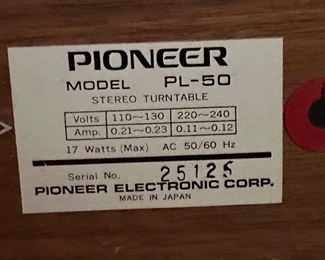 PIONEER
MODEL PL-50
STEREO TURNTABLE
Volts 110~130 220~240
Amp. 0.21~0.23 0.11~0.12
17 Watts (Max) AC 50/60 Hz
Serial No. 25125
PIONEER ELECTRONIC CORP.
MADE IN JAPAN